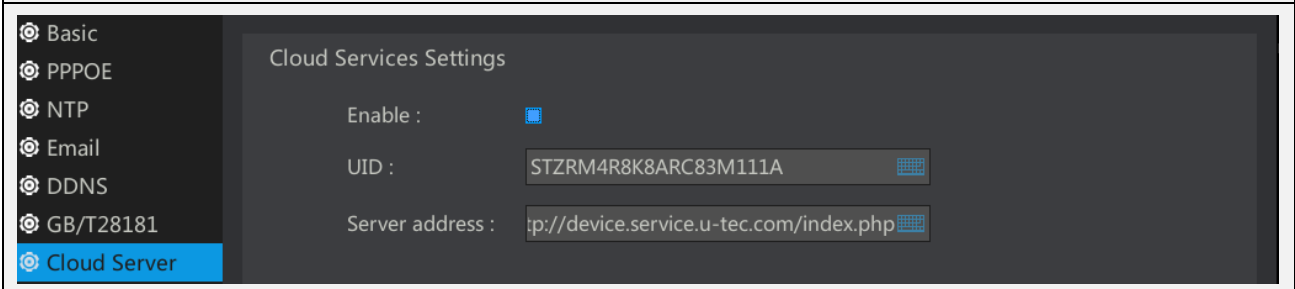 Basic
PPPOE
NTP
Email
DDNS
GB/T28181
Cloud Server
Cloud Services Settings
Enable :
UID : STZRM4R8K8ARC83M111A
Server address : tp://device.service.u-tec.com/index.php